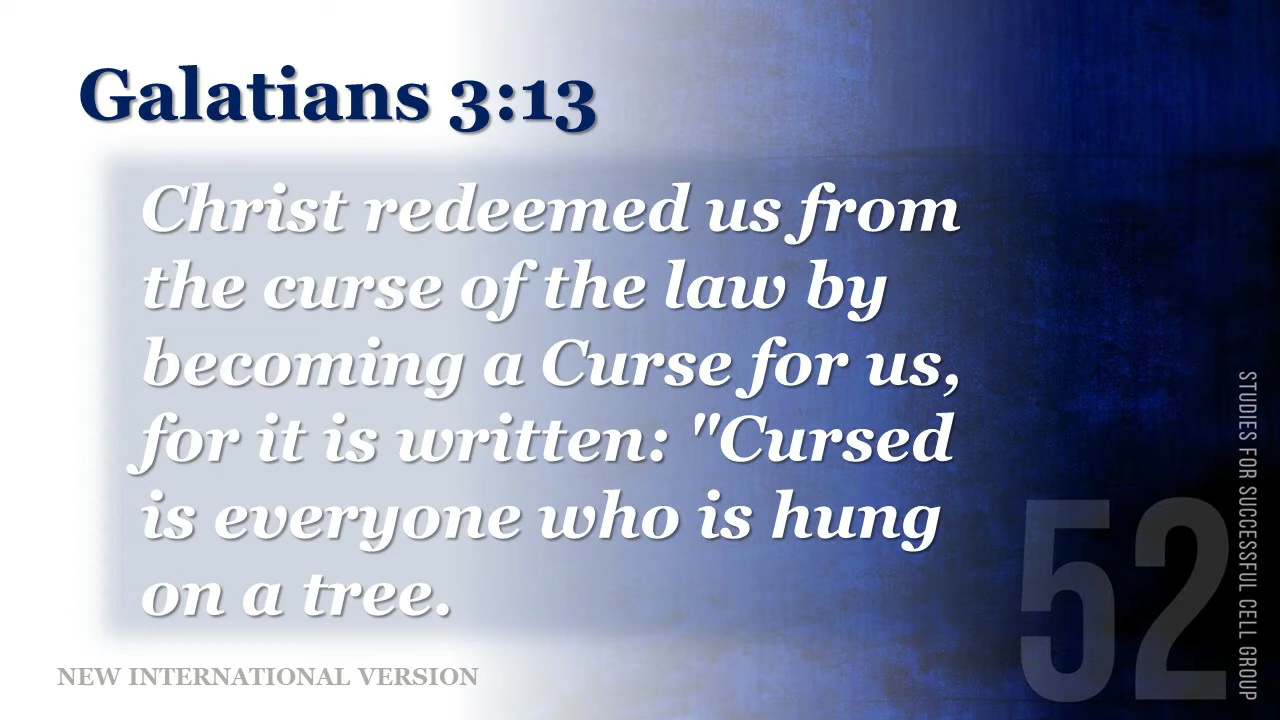 Galatians 3:13
Christ redeemed us from
the curse of the law by
becoming a Curse for us,
for it is written: "Cursed
is everyone who is hung
on a tree.
NEW INTERNATIONAL VERSION
52
STUDIES FOR SUCCESSFUL CELL GROUP